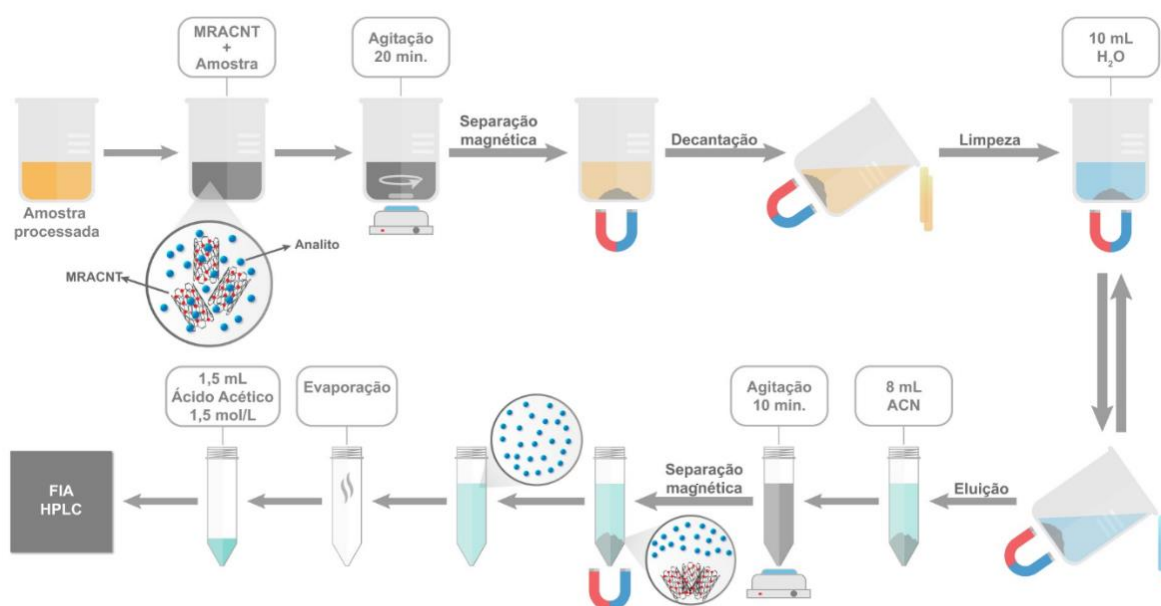 MRACNT
+
Amostra
Agitação
20 min.
10 mL
H₂O
Separação
magnética
Decantação
Limpeza
Amostra
processada
Analito
MRACNT
1,5 mL
Ácido Acético
1,5 mol/L
Evaporação
Agitação
10 min.
8 mL
ACN
Separação
magnética
Eluição
FIA
HPLC